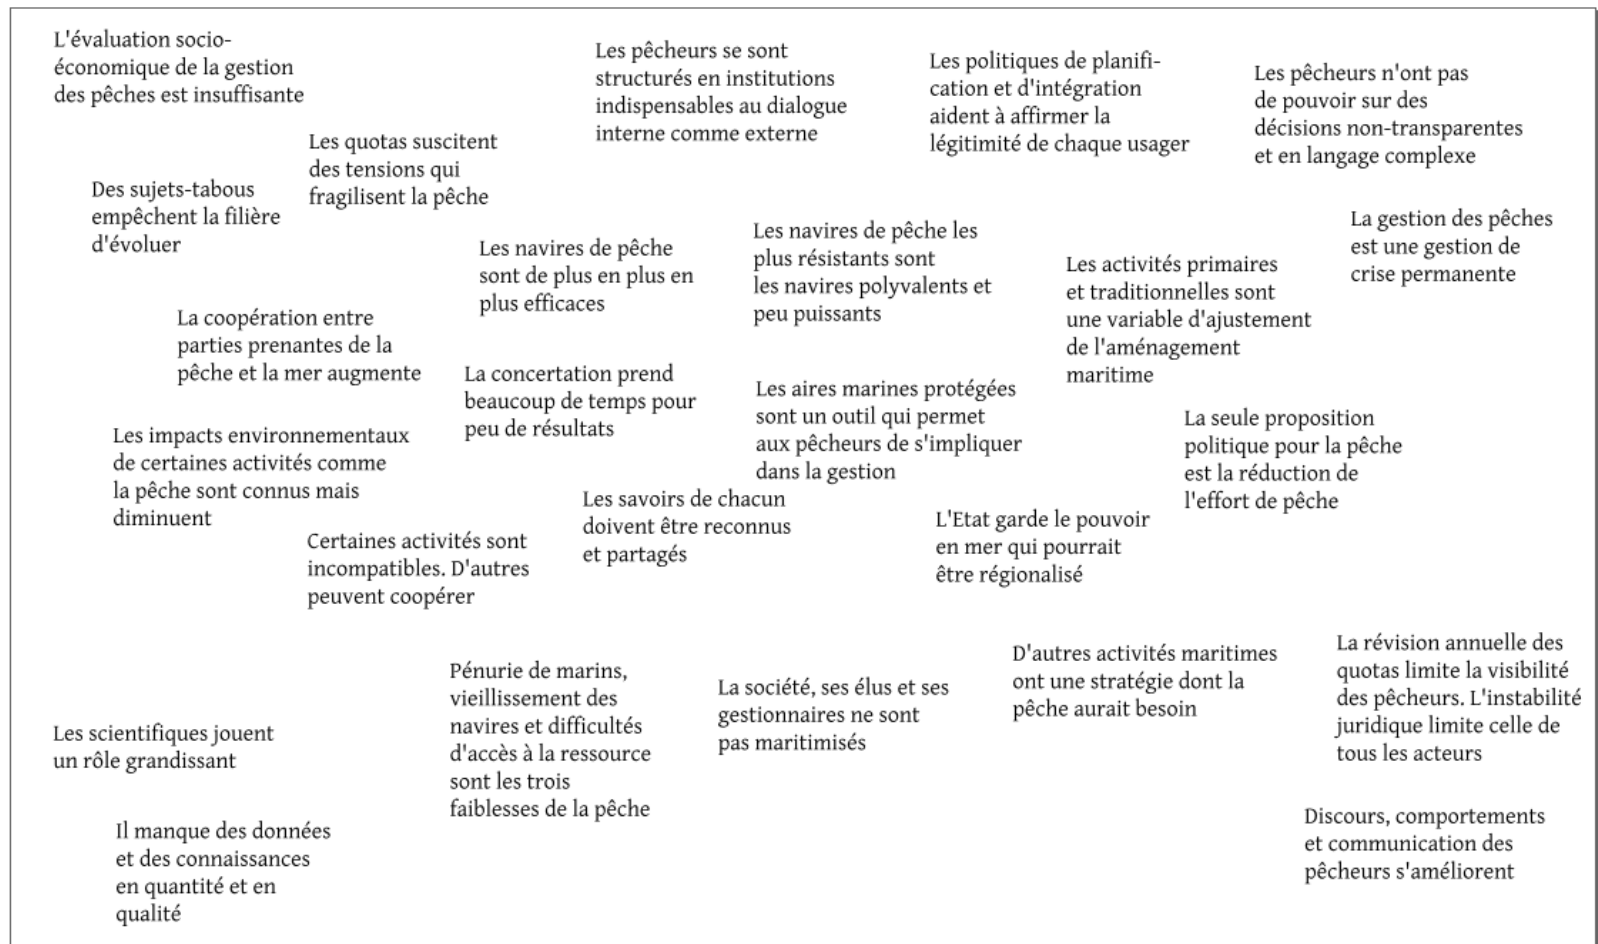 L'évaluation socio-
économique de la gestion
des pêches est insuffisante
Les pêcheurs se sont
structurés en institutions
indispensables au dialogue
interne comme externe
Les politiques de planifi-
cation et d'intégration
aident à affirmer la
légitimité de chaque usager
Les pêcheurs n'ont pas
de pouvoir sur des
décisions non-transparentes
et en langage complexe
Les quotas suscitent
des tensions qui
fragilisent la pêche
Des sujets-tabous
empêchent la filière
d'évoluer
Les navires de pêche
sont de plus en plus en
plus efficaces
Les navires de pêche les
plus résistants sont
les navires polyvalents et
peu puissants
Les activités primaires
et traditionnelles sont
une variable d'ajustement
de l'aménagement
maritime
La gestion des pêches
est une gestion de
crise permanente
La coopération entre
parties prenantes de la
pêche et la mer augmente
La concertation prend
beaucoup de temps pour
peu de résultats
Les aires marines protégées
sont un outil qui permet
aux pêcheurs de s'impliquer
dans la gestion
La seule proposition
politique pour la pêche
est la réduction de
l'effort de pêche
Les impacts environnementaux
de certaines activités comme
la pêche sont connus mais
diminuent
Les savoirs de chacun
doivent être reconnus
et partagés
L'Etat garde le pouvoir
en mer qui pourrait
être régionalisé
Certaines activités sont
incompatibles. D'autres
peuvent coopérer
Pénurie de marins,
vieillissement des
navires et difficultés
d'accès à la ressource
sont les trois
faiblesses de la pêche
La société, ses élus et ses
gestionnaires ne sont
pas maritimisés
D'autres activités maritimes
ont une stratégie dont la
pêche aurait besoin
La révision annuelle des
quotas limite la visibilité
des pêcheurs. L'instabilité
juridique limite celle de
tous les acteurs
Les scientifiques jouent
un rôle grandissant
Il manque des données
et des connaissances
en quantité et en
qualité
Discours, comportements
et communication des
pêcheurs s'améliorent